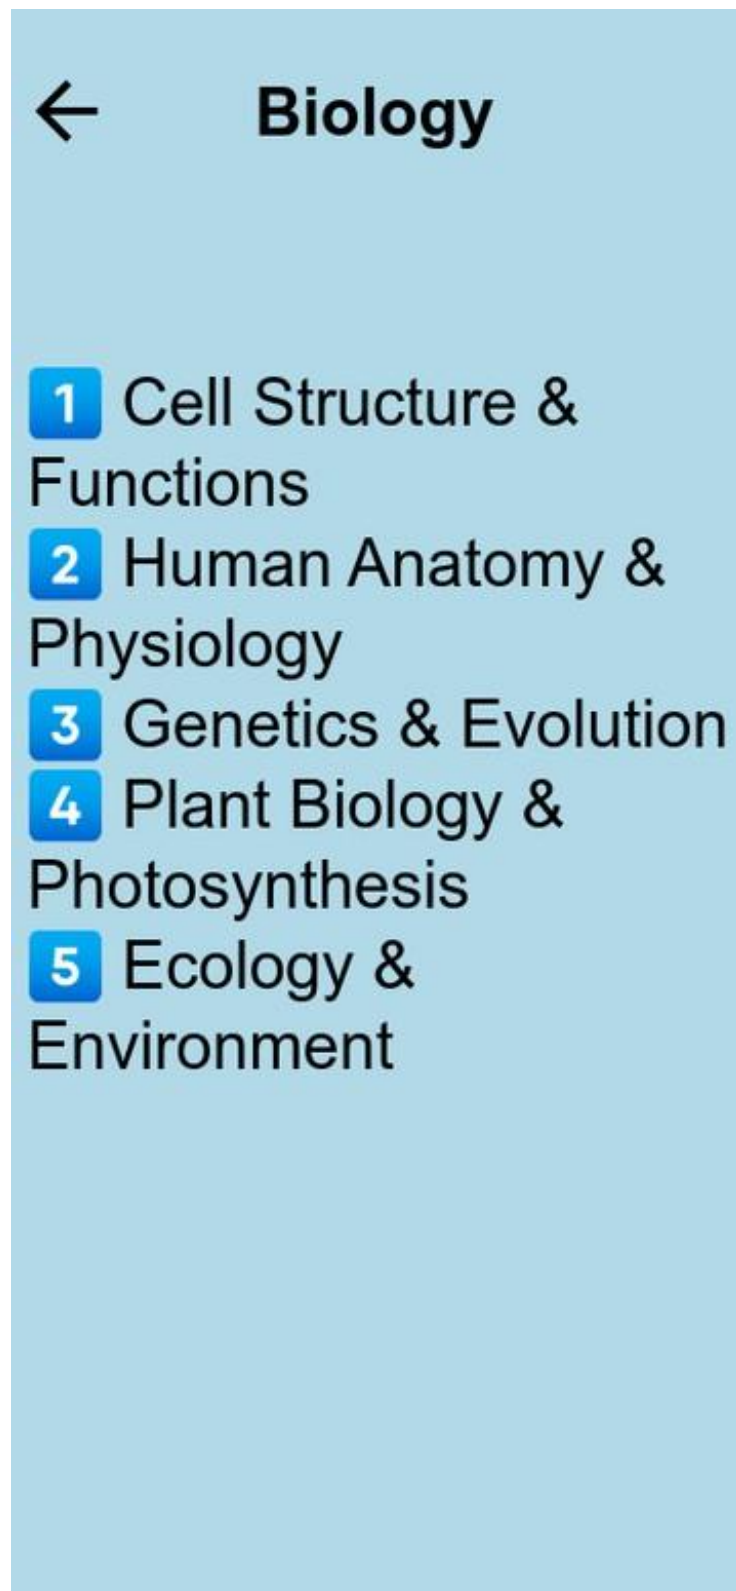 Biology
1️⃣ Cell Structure &
Functions
2️⃣ Human Anatomy &
Physiology
3️⃣ Genetics & Evolution
4️⃣ Plant Biology &
Photosynthesis
5️⃣ Ecology &
Environment